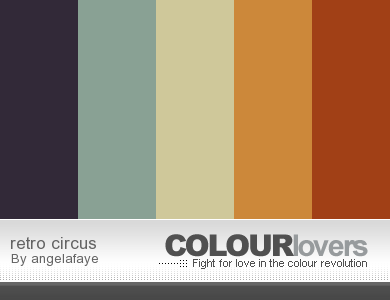 retro circus
By angelafaye
COLOURlovers
Fight for love in the colour revolution